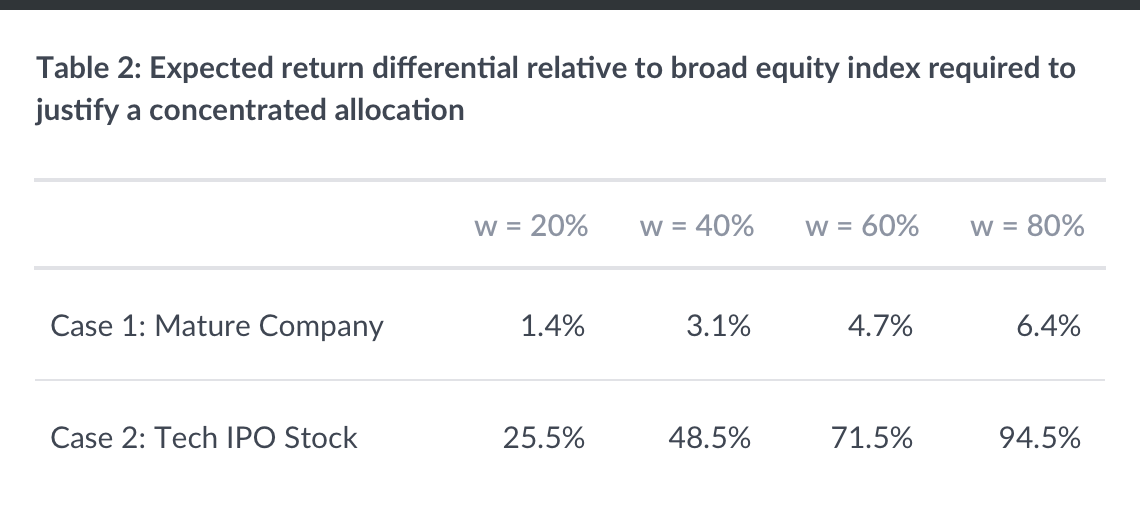 Table 2: Expected return differential relative to broad equity index required to
justify a concentrated allocation
w = 20% w = 40% w = 60% w = 80%
Case 1: Mature Company 1.4% 3.1% 4.7% 6.4%
Case 2: Tech IPO Stock 25.5% 48.5% 71.5% 94.5%